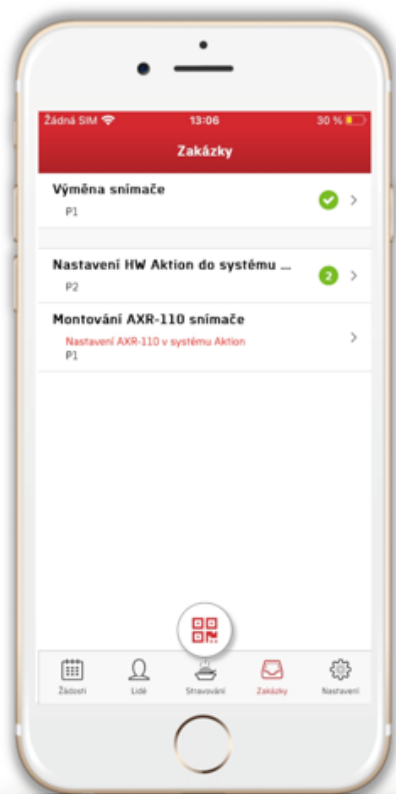 Žádná SIM 13:06 30 %
Zakázky
Výměna snímače
P1
Nastavení HW Aktion do systému ...
2
P2
Montování AXR-110 snímače
Nastavení AXR-110 v systému Aktion
P1
Žádosti Lidé Stravování Zakázky Nastavení